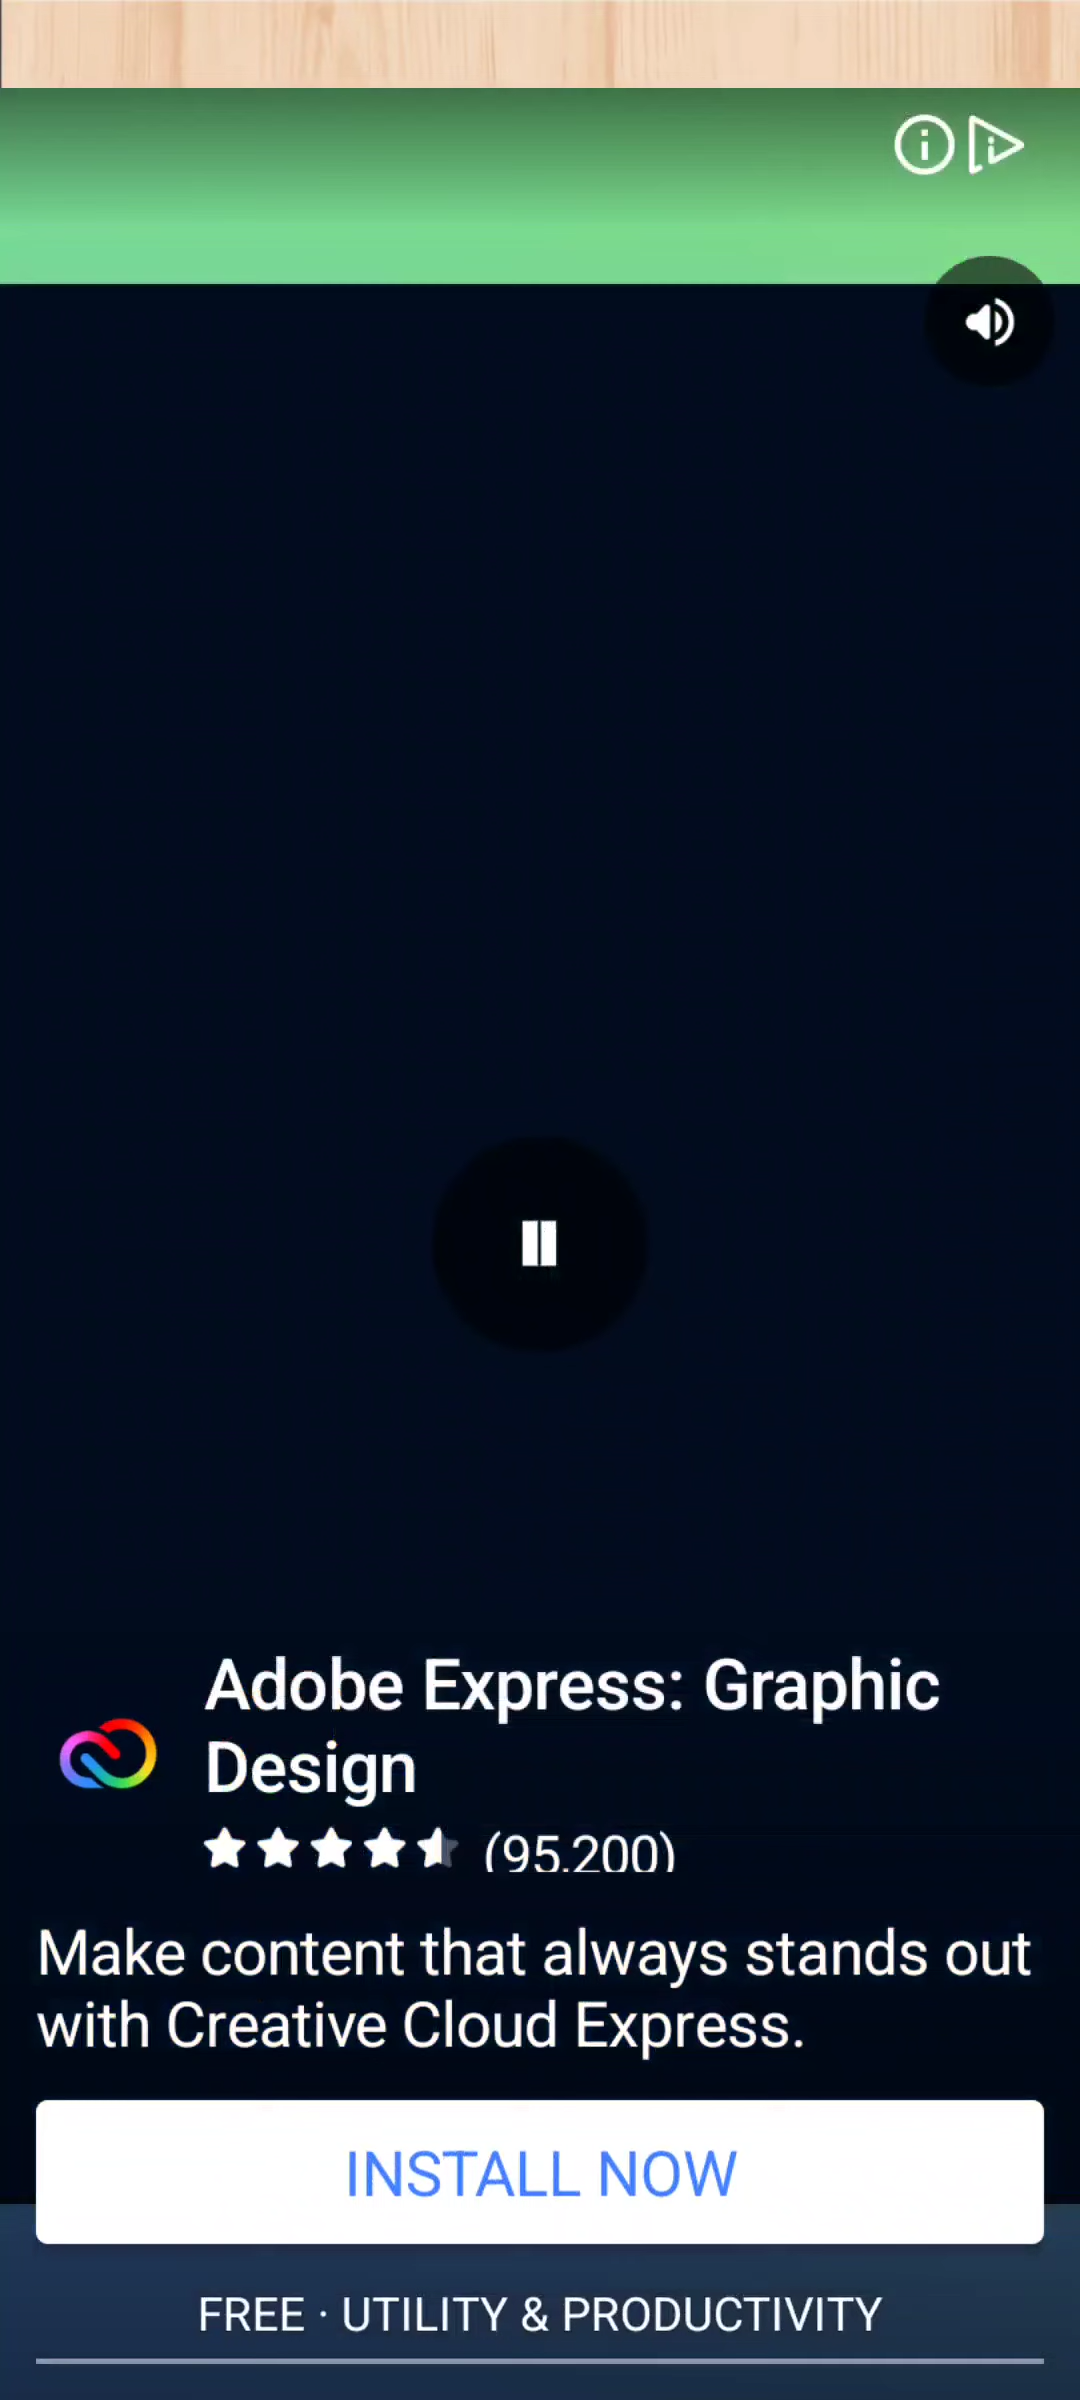 Adobe Express: Graphic
Design
(95.200)
Make content that always stands out
with Creative Cloud Express.
INSTALL NOW
FREE · UTILITY & PRODUCTIVITY